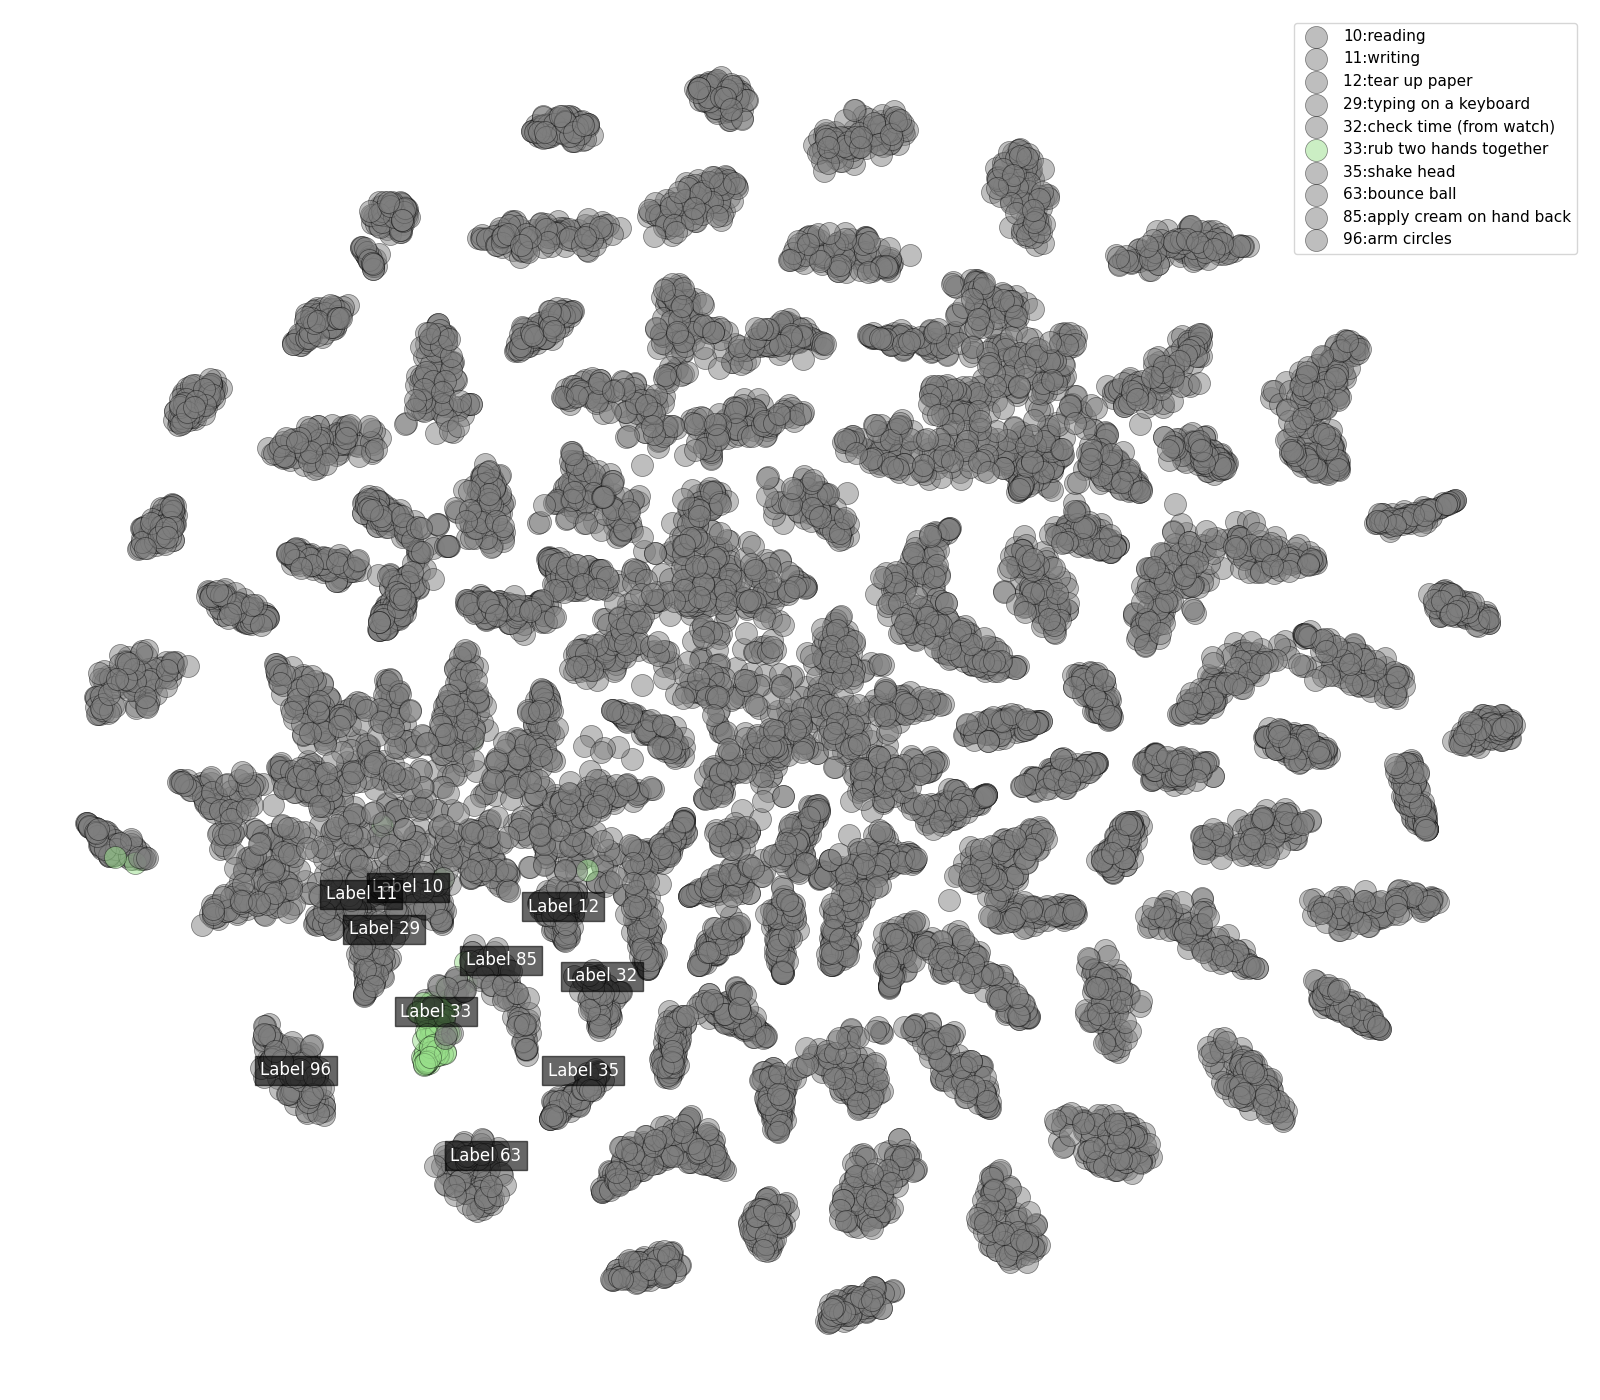 10:reading
11:writing
12:tear up paper
29:typing on a keyboard
32:check time (from watch)
33:rub two hands together
35:shake head
63:bounce ball
85:apply cream on hand back
96:arm circles
Label 10
Label 11
Label 12
Label 29
Label 85
Label 32
Label 33
Label 96
Label 35
Label 63